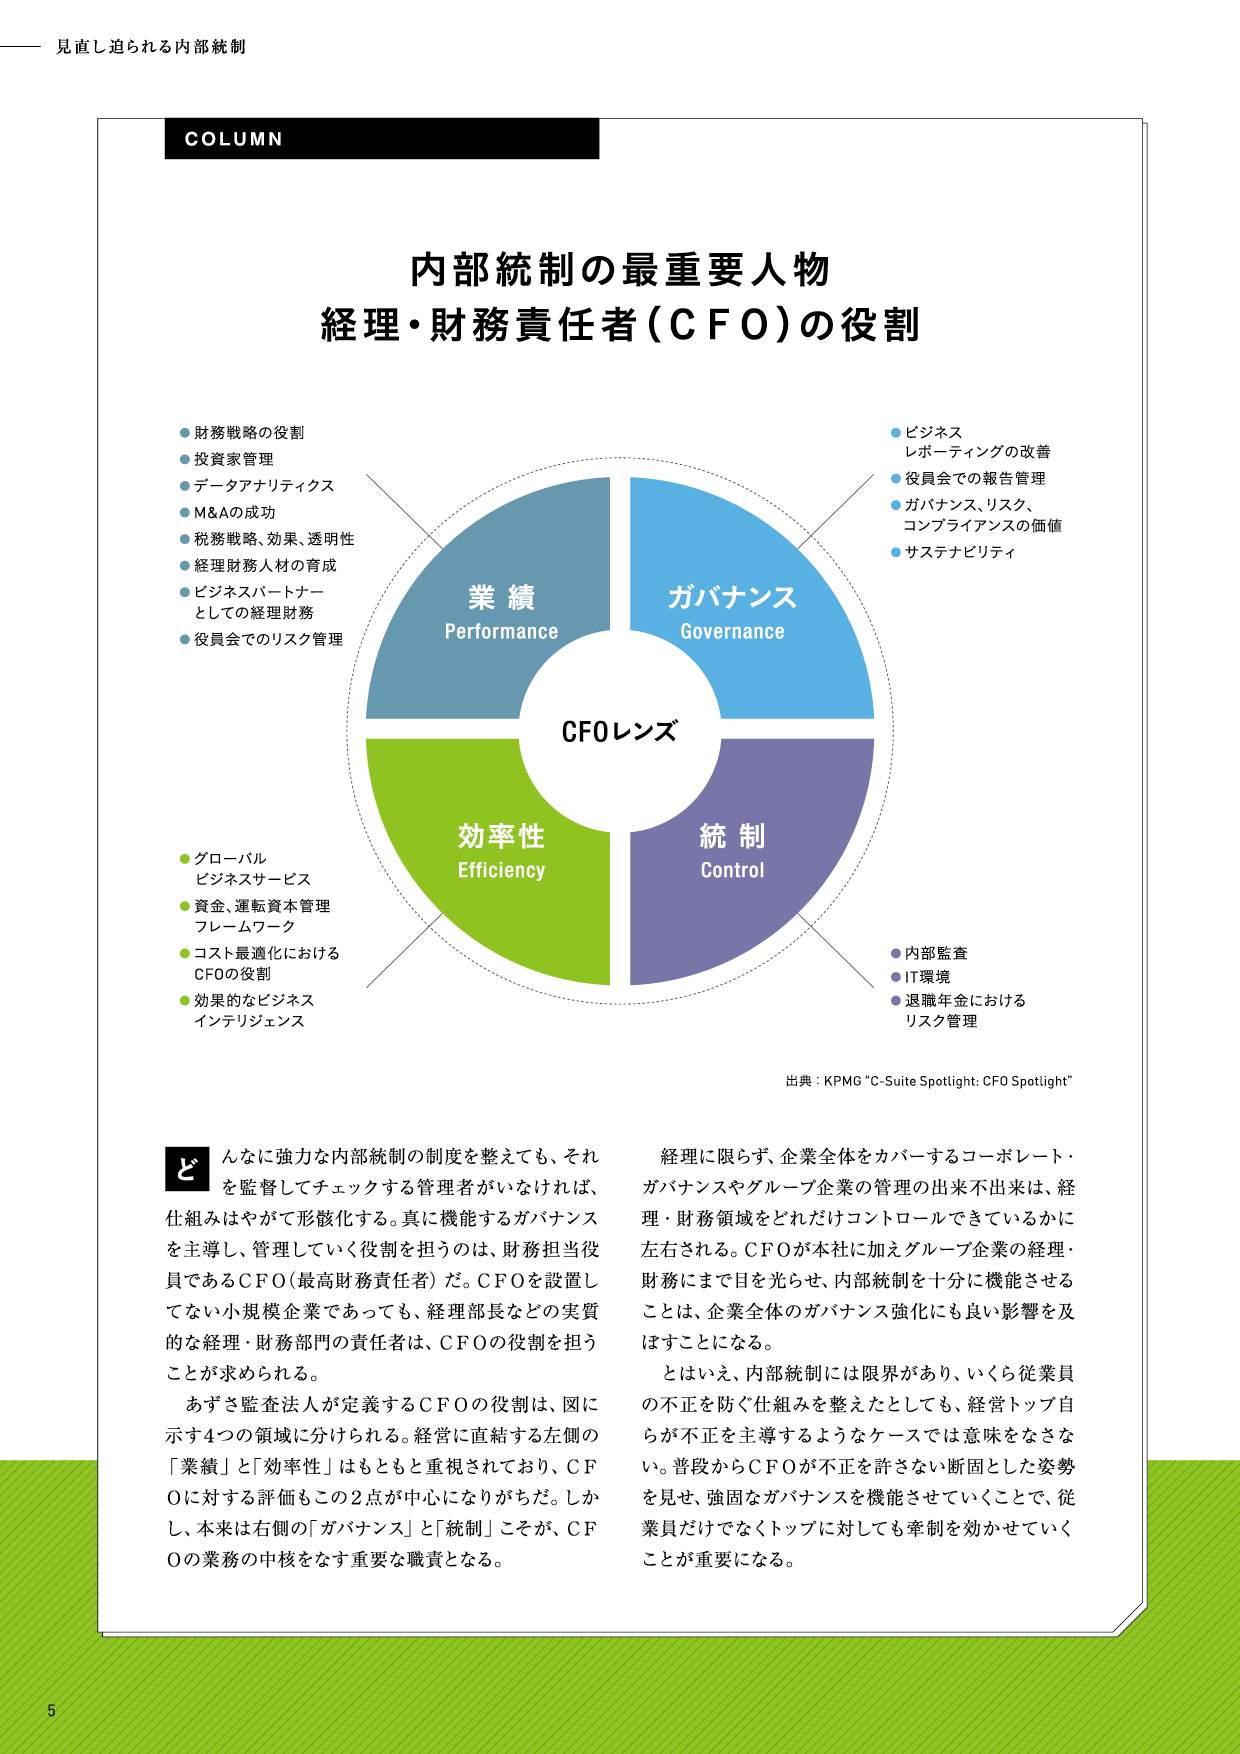 見直し迫られる内部統制
COLUMN
内部統制の最重要人物
経理・財務責任者（CFO）の役割
●財務戦略の役割
●投資家管理
●データアナリティクス
●M&Aの成功
●税務戦略、効果、透明性
●経理財務人材の育成
●ビジネスパートナー
としての経理財務
●役員会でのリスク管理
●ビジネス
レポーティングの改善
●役員会での報告管理
●ガバナンス、リスク、
コンプライアンスの価値
●サステナビリティ
業績
Performance
ガバナンス
Governance
CFOレンズ
効率性
Efficiency
統制
Control
●グローバル
ビジネスサービス
●資金、運転資本管理
フレームワーク
●コスト最適化における
CFOの役割
●効果的なビジネス
インテリジェンス
●内部監査
●IT環境
●退職年金における
リスク管理
出典：KPMG “C-Suite Spotlight: CFO Spotlight”
どんなに強力な内部統制の制度を整えても、それ
を監督してチェックする管理者がいなければ、
仕組みはやがて形骸化する。真に機能するガバナンス
を主導し、管理していく役割を担うのは、財務担当役
員であるＣＦＯ（最高財務責任者）だ。ＣＦＯを設置し
てない小規模企業であっても、経理部長などの実質
的な経理・財務部門の責任者は、ＣＦＯの役割を担う
ことが求められる。
あずさ監査法人が定義するＣＦＯの役割は、図に
示す4つの領域に分けられる。経営に直結する左側の
「業績」と「効率性」はもともと重視されており、ＣＦ
Ｏに対する評価もこの２点が中心になりがちだ。しか
し、本来は右側の「ガバナンス」と「統制」こそが、ＣＦ
Ｏの業務の中核をなす重要な職責となる。
経理に限らず、企業全体をカバーするコーポレート・
ガバナンスやグループ企業の管理の出来不出来は、経
理・財務領域をどれだけコントロールできているかに
左右される。ＣＦＯが本社に加えグループ企業の経理・
財務にまで目を光らせ、内部統制を十分に機能させる
ことは、企業全体のガバナンス強化にも良い影響を及
ぼすことになる。
とはいえ、内部統制には限界があり、いくら従業員
の不正を防ぐ仕組みを整えたとしても、経営トップ自
らが不正を主導するようなケースでは意味をなさな
い。普段からＣＦＯが不正を許さない断固とした姿勢
を見せ、強固なガバナンスを機能させていくことで、従
業員だけでなくトップに対しても牽制を効かせていく
ことが重要になる。
5